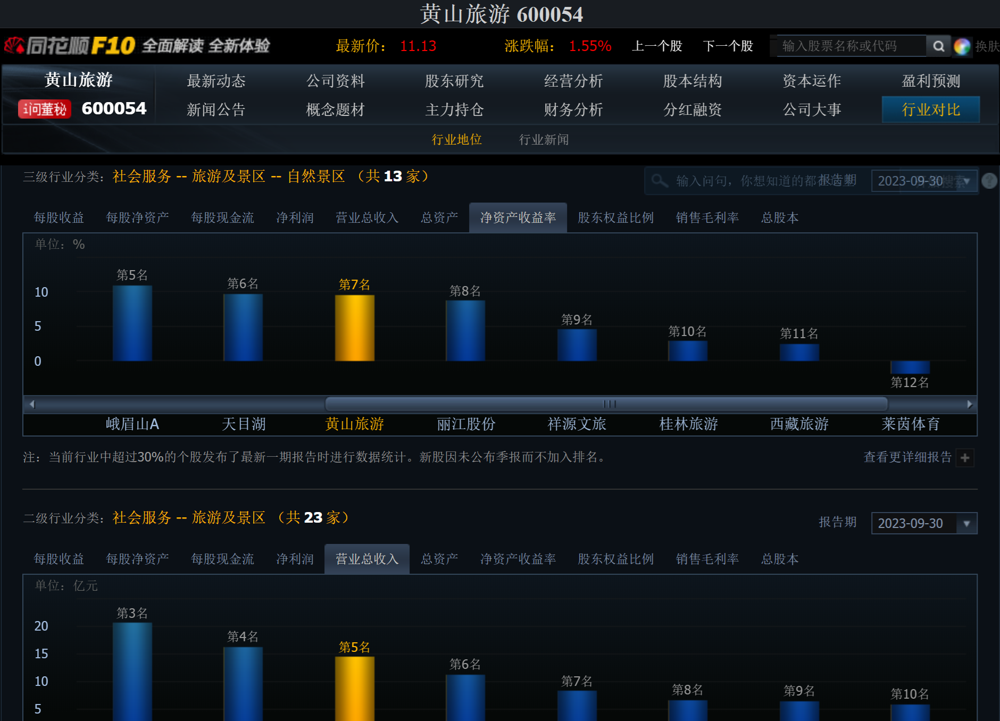 黄山旅游 600054
同花顺F10 全面解读 全新体验 最新价： 11.13 涨跌幅： 1.55% 上一个股 下一个股 输入股票名称或代码 换肤
黄山旅游 最新动态 公司资料 股东研究 经营分析 股本结构 资本运作 盈利预测
i问董秘 600054 新闻公告 概念题材 主力持仓 财务分析 分红融资 公司大事 行业对比
行业地位 行业新闻
三级行业分类：社会服务 -- 旅游及景区 -- 自然景区 （共 13 家） 输入问句，你想知道的都在这里 报告期 2023-09-30 ?
每股收益 每股净资产 每股现金流 净利润 营业总收入 总资产 净资产收益率 股东权益比例 销售毛利率 总股本
单位：%
第5名 第6名 第7名 第8名 第9名 第10名 第11名 第12名
10
5
0
峨眉山A 天目湖 黄山旅游 丽江股份 祥源文旅 桂林旅游 西藏旅游 莱茵体育
注：当前行业中超过30%的个股发布了最新一期报告时进行数据统计。新股因未公布季报而不加入排名。 查看更详细报告
二级行业分类：社会服务 -- 旅游及景区 （共 23 家） 报告期 2023-09-30
每股收益 每股净资产 每股现金流 净利润 营业总收入 总资产 净资产收益率 股东权益比例 销售毛利率 总股本
单位：亿元
第3名 第4名 第5名 第6名 第7名 第8名 第9名 第10名
20
15
10
5